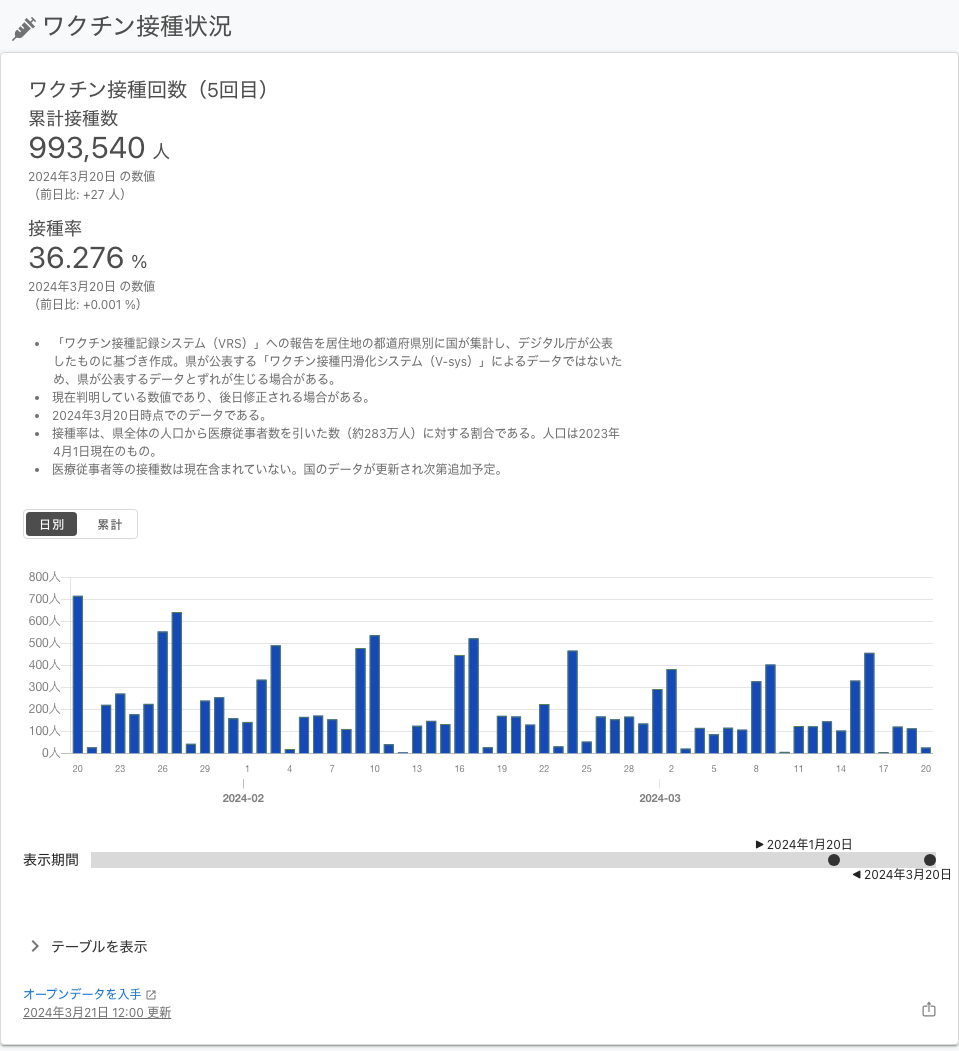 ワクチン接種状況
ワクチン接種回数（5回目）
累計接種数
993,540 人
2024年3月20日 の数値
（前日比: +27 人）
接種率
36.276 %
2024年3月20日 の数値
（前日比: +0.001 %）
• 「ワクチン接種記録システム（VRS）」への報告を居住地の都道府県別に国が集計し、デジタル庁が公表
したものに基づき作成。県が公表する「ワクチン接種円滑化システム（V-sys）」によるデータではないた
め、県が公表するデータとずれが生じる場合がある。
• 現在判明している数値であり、後日修正される場合がある。
• 2024年3月20日時点でのデータである。
• 接種率は、県全体の人口から医療従事者数を引いた数（約283万人）に対する割合である。人口は2023年
4月1日現在のもの。
• 医療従事者等の接種数は現在含まれていない。国のデータが更新され次第追加予定。
日別 累計
800人
700人
600人
500人
400人
300人
200人
100人
0人
20 23 26 29 1 4 7 10 13 16 19 22 25 28 2 5 8 11 14 17 20
2024-02 2024-03
▶ 2024年1月20日
表示期間
◀ 2024年3月20日
テーブルを表示
オープンデータを入手
2024年3月21日 12:00 更新